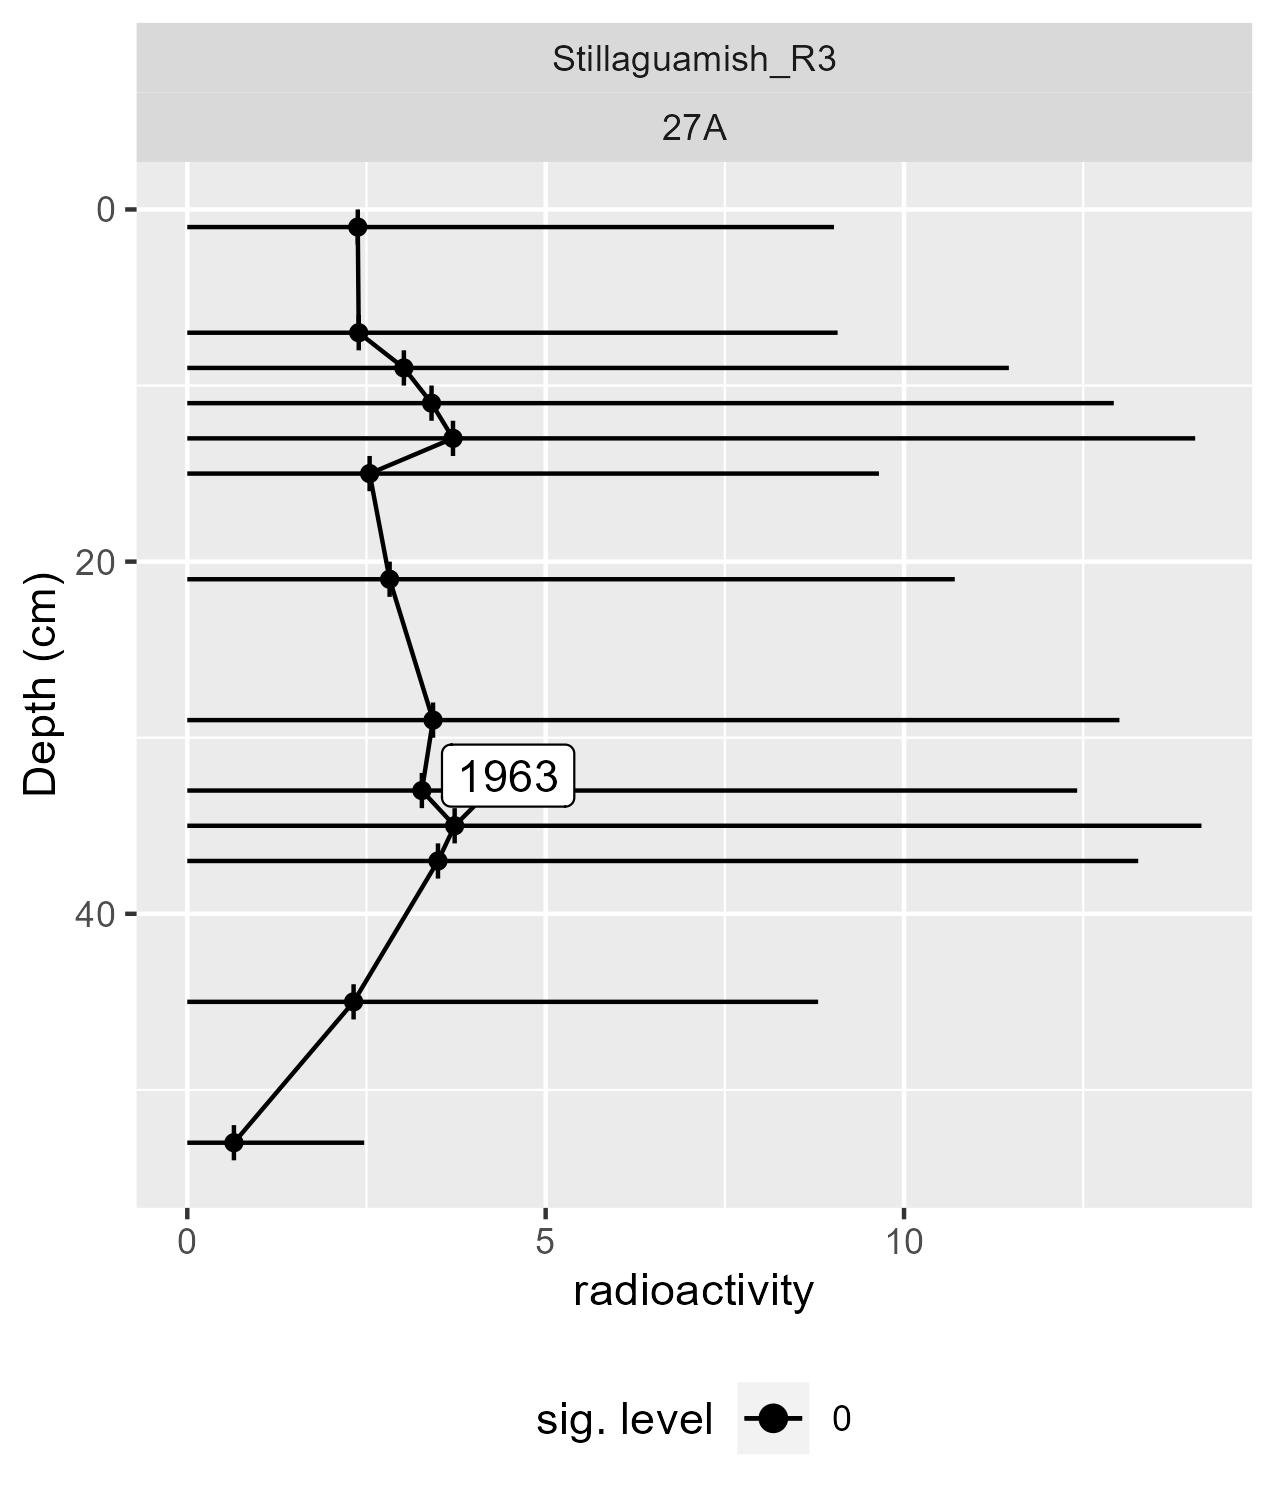 Stillaguamish_R3
27A
0
20
40
Depth (cm)
1963
0 5 10
radioactivity
sig. level 0